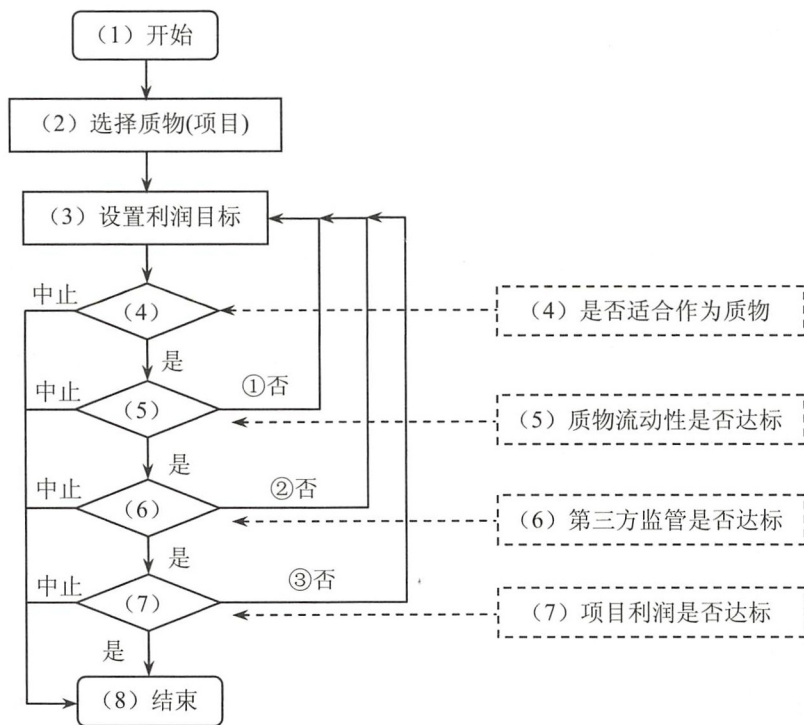 （1）开始
（2）选择质物(项目)
（3）设置利润目标
中止
（4）
（4）是否适合作为质物
是
中止
（5）
①否
（5）质物流动性是否达标
是
中止
（6）
②否
（6）第三方监管是否达标
是
中止
（7）
③否
（7）项目利润是否达标
是
（8）结束